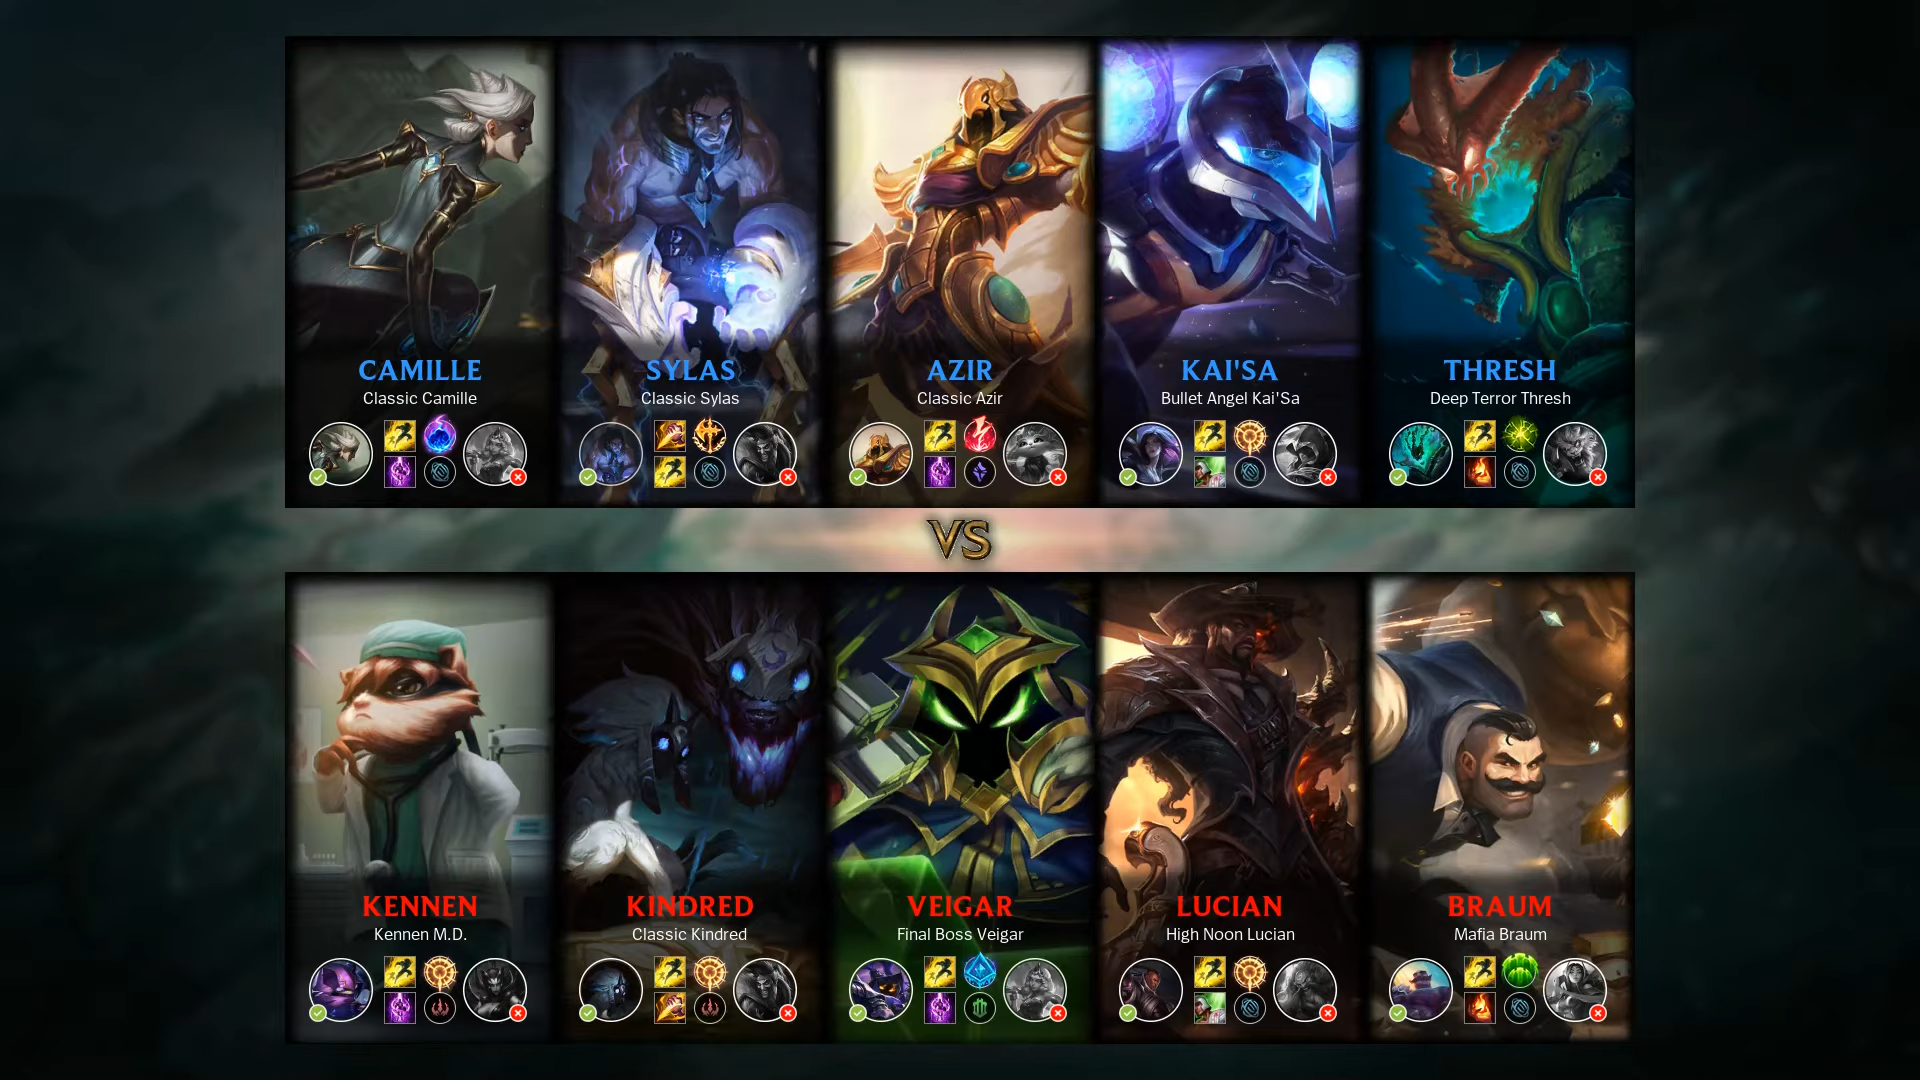 CAMILLE
Classic Camille
SYLAS
Classic Sylas
AZIR
Classic Azir
KAI'SA
Bullet Angel Kai'Sa
THRESH
Deep Terror Thresh
VS
KENNEN
Kennen M.D.
KINDRED
Classic Kindred
VEIGAR
Final Boss Veigar
LUCIAN
High Noon Lucian
BRAUM
Mafia Braum